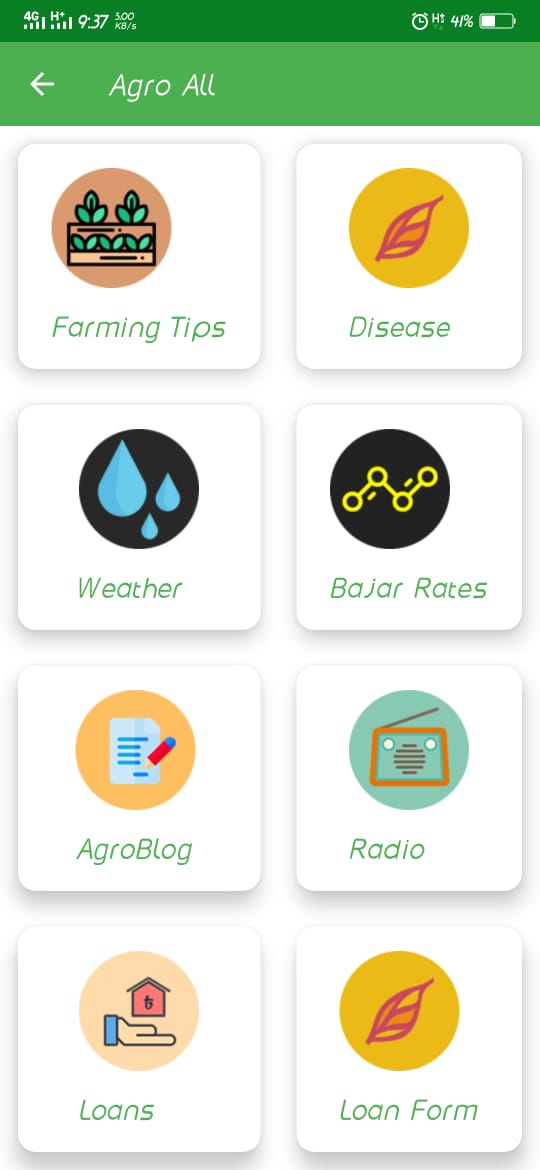 4G H+ 9:37 5.00 KB/s 41%
Agro All
Farming Tips
Disease
Weather
Bajar Rates
AgroBlog
Radio
৳
Loans
Loan Form